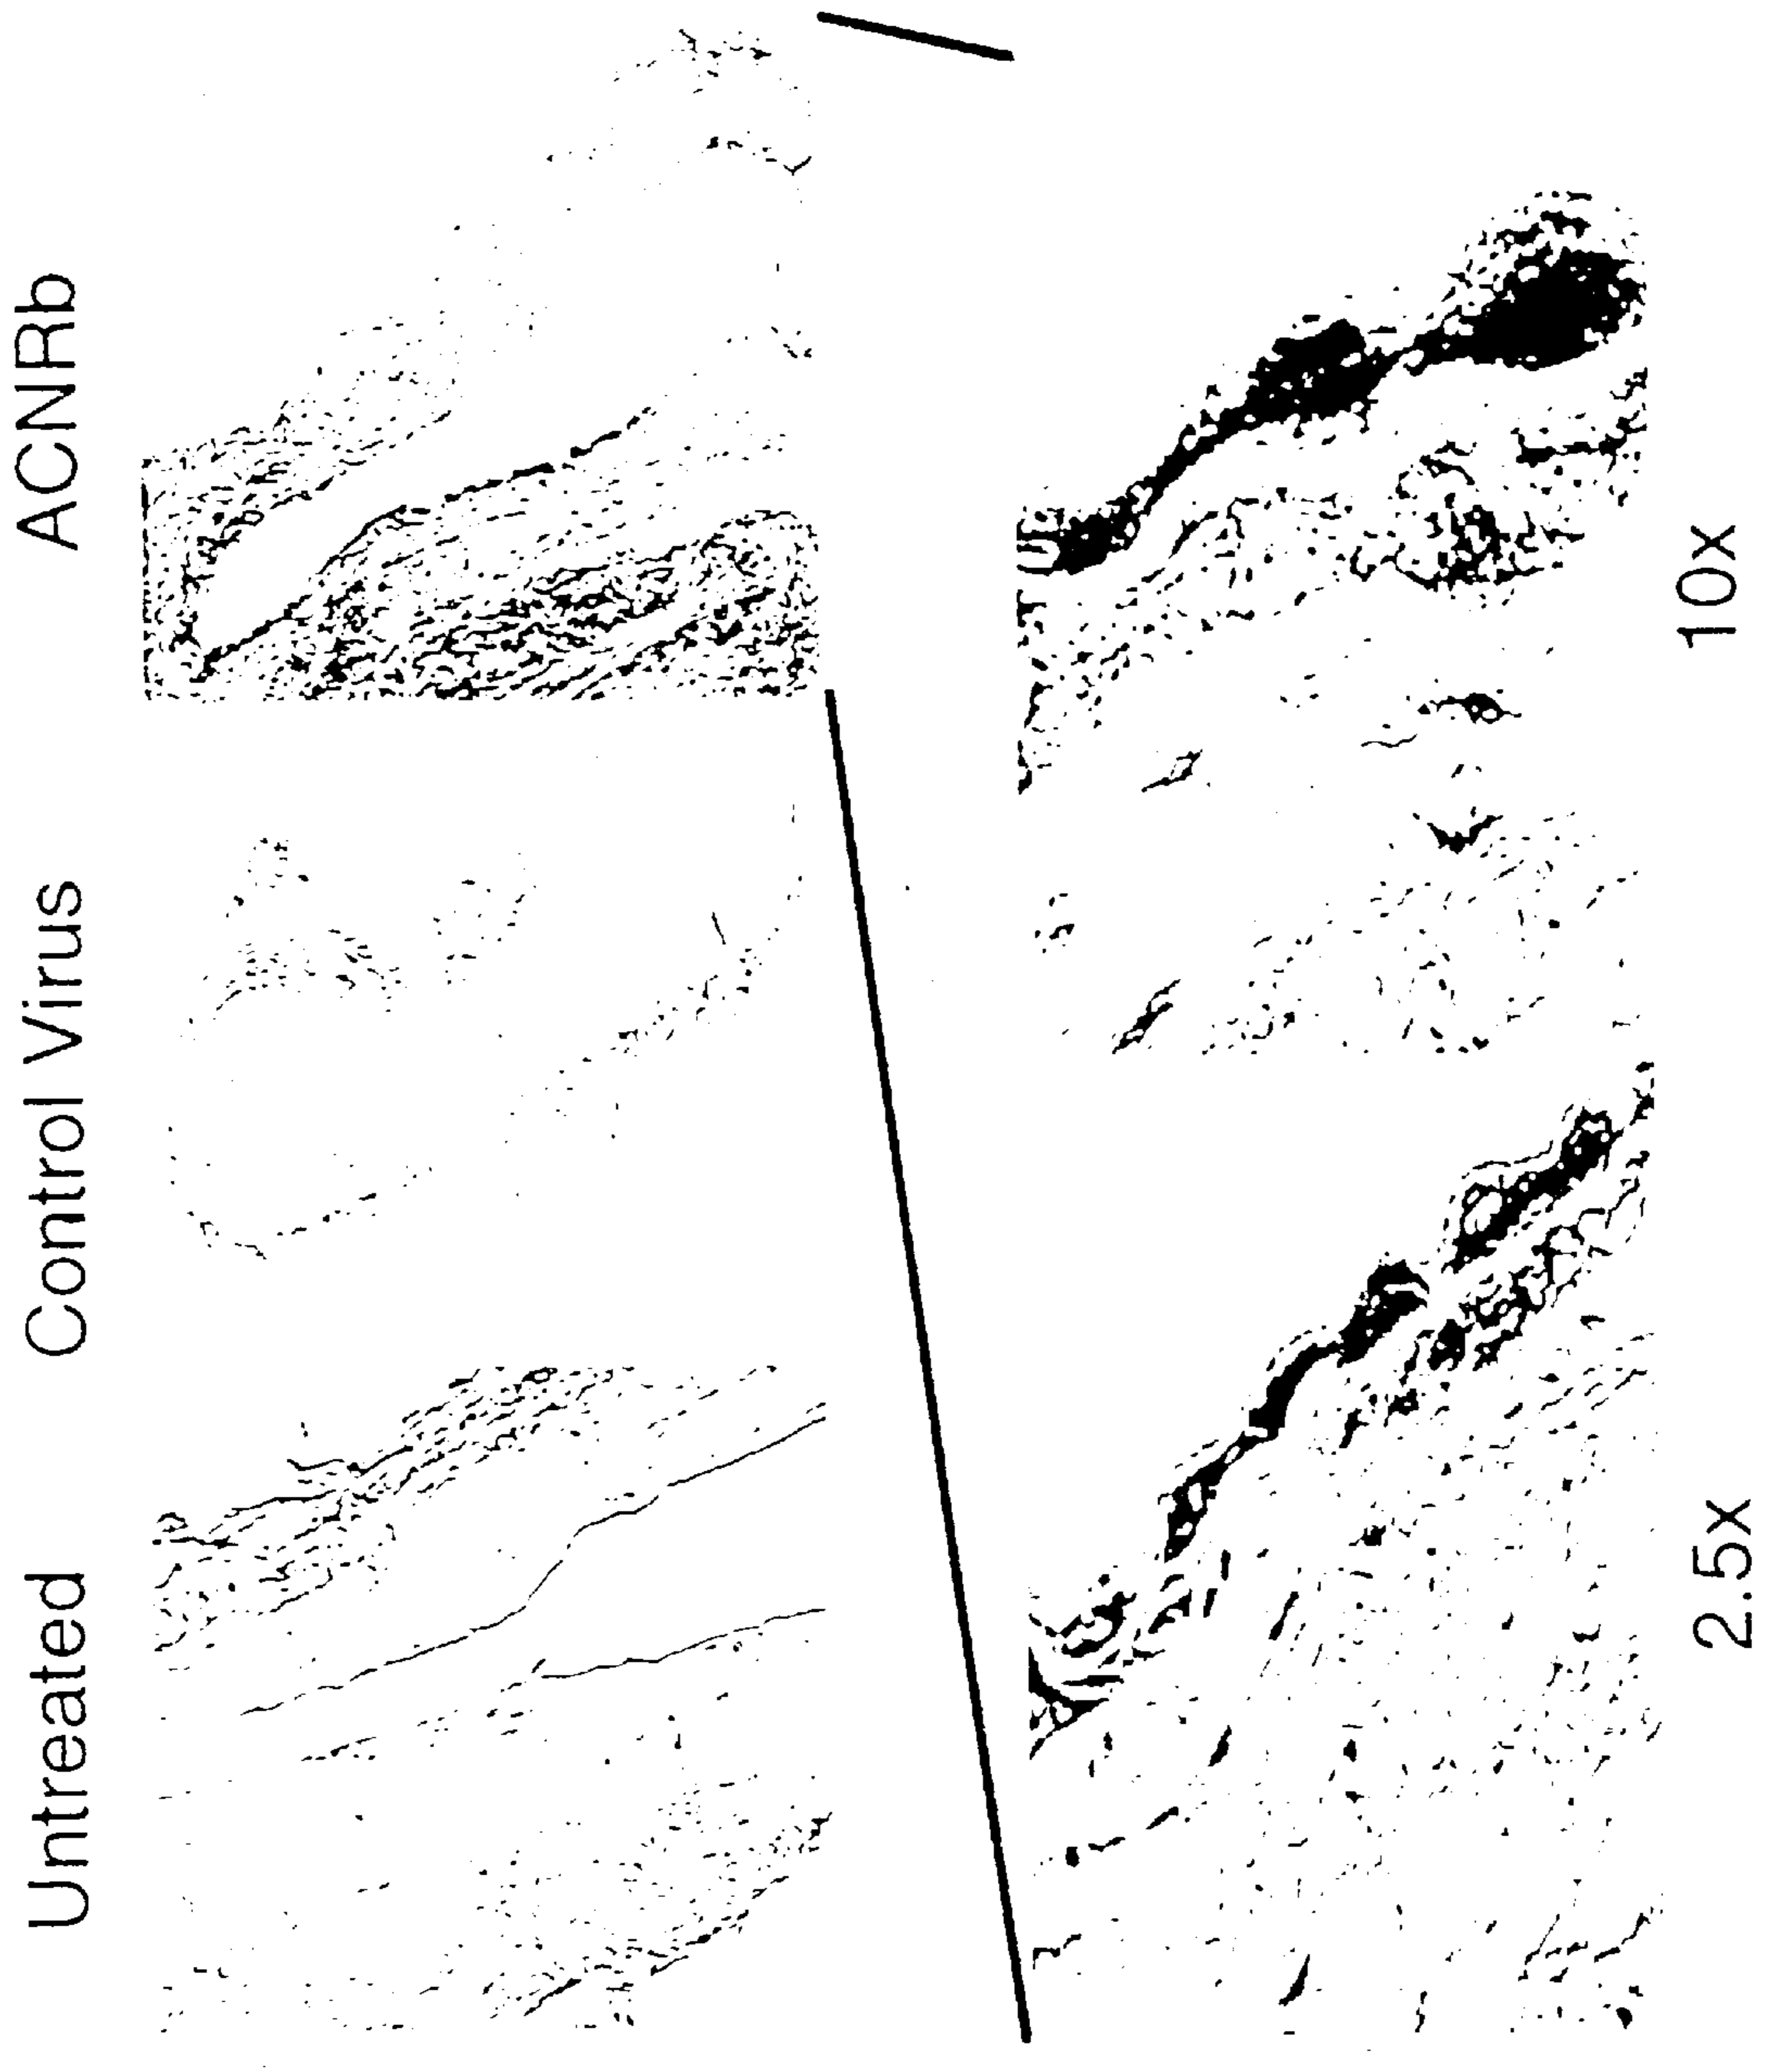 Untreated
Control Virus
ACNRb
2.5x
10x